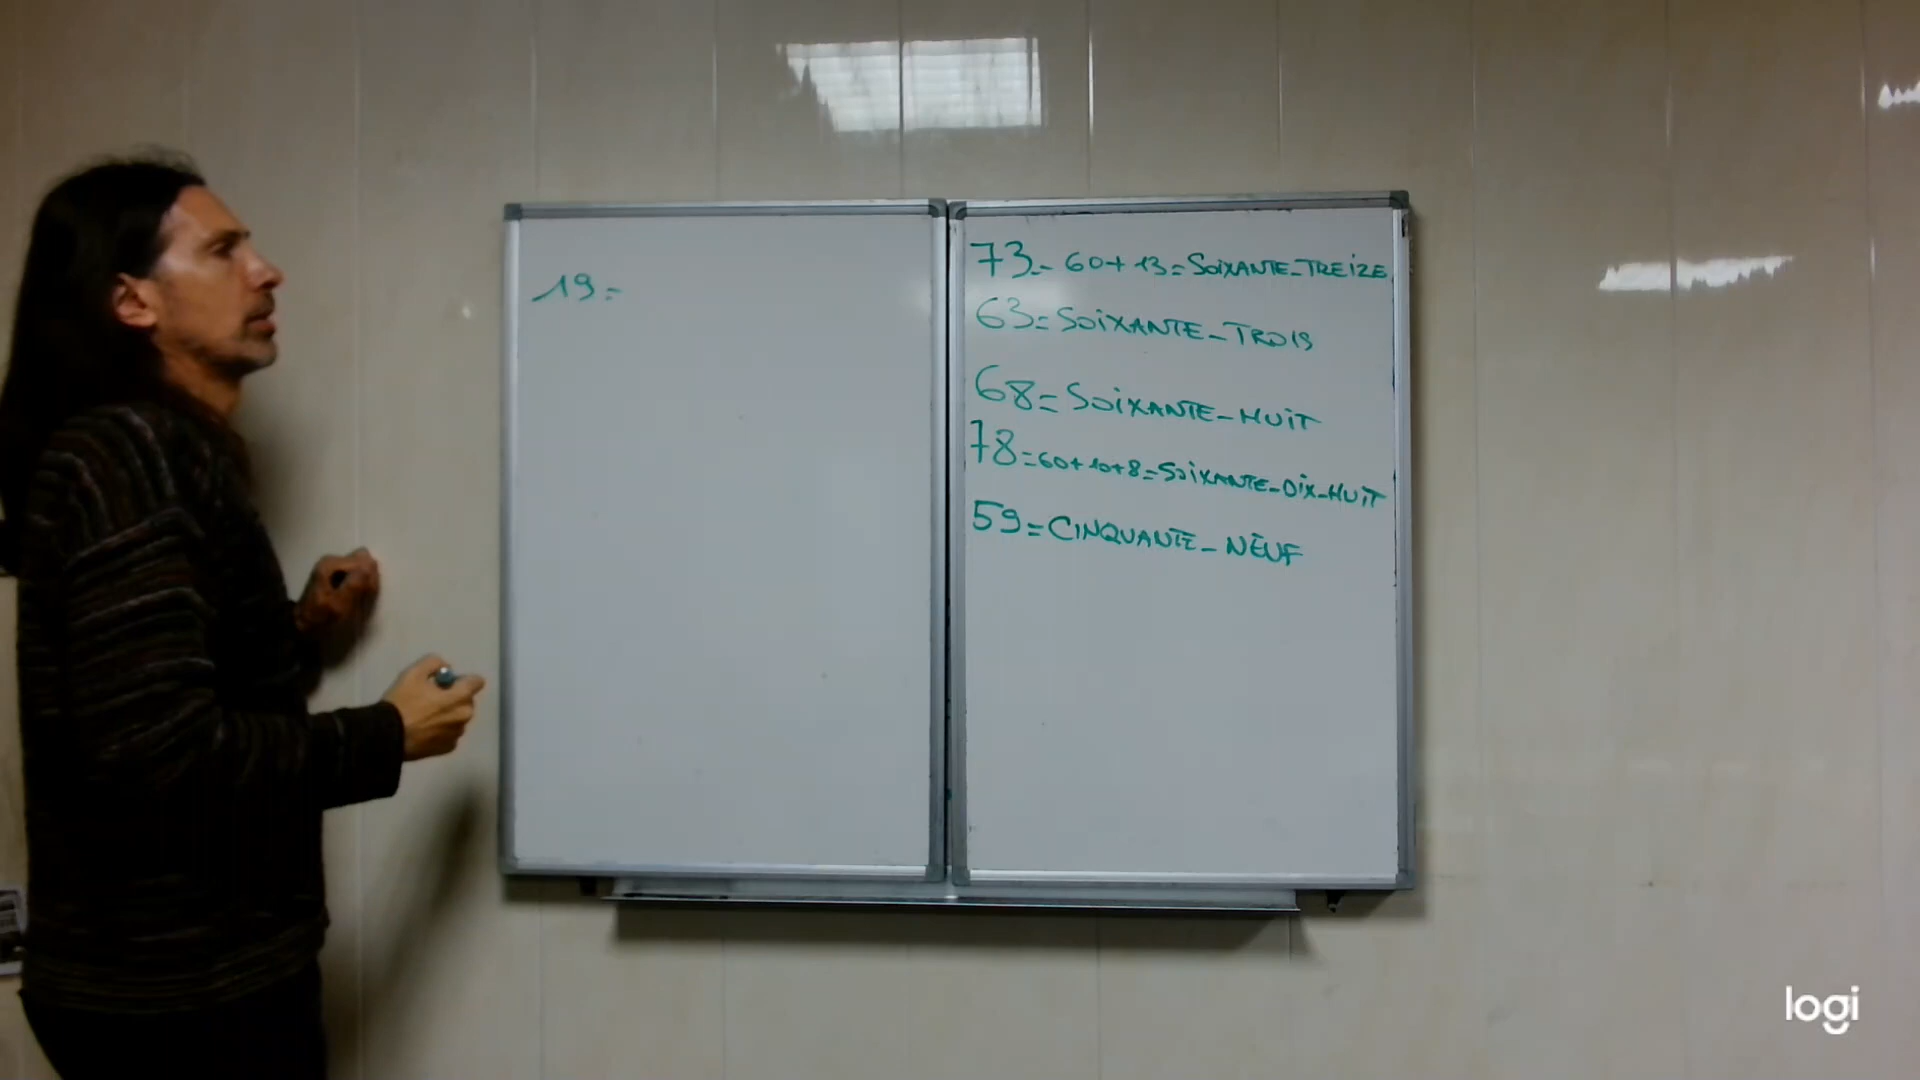 19=
73=60+13=SOIXANTE-TREIZE
63=SOIXANTE-TROIS
68=SOIXANTE-HUIT
78=60+10+8=SOIXANTE-DIX-HUIT
59=CINQUANTE-NEUF
logi